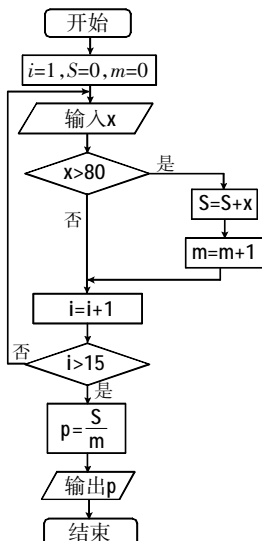 开始
i=1,S=0,m=0
输入x
x>80
是
S=S+x
否
m=m+1
i=i+1
否
i>15
是
p=S/m
输出p
结束